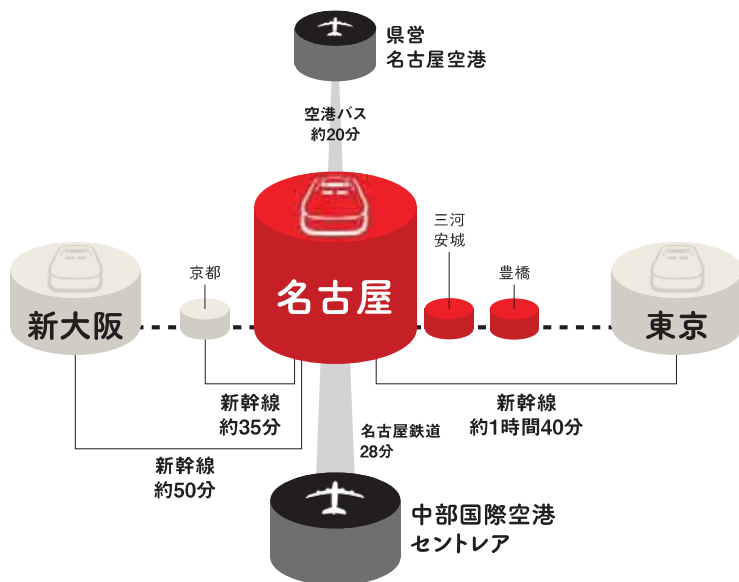 県営
名古屋空港
空港バス
約20分
三河
安城
京都
豊橋
名古屋
新大阪
東京
新幹線
約35分
新幹線
約1時間40分
名古屋鉄道
28分
新幹線
約50分
中部国際空港
セントレア